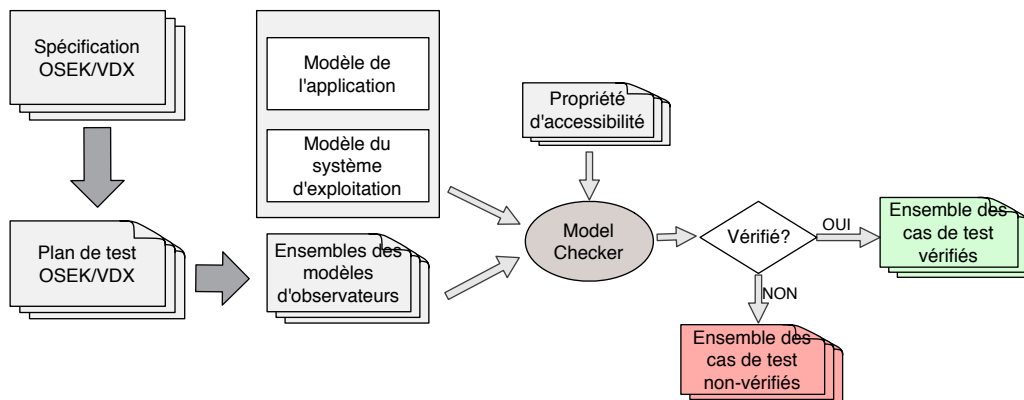 Spécification
OSEK/VDX
Plan de test
OSEK/VDX
Modèle de
l'application
Modèle du
système
d'exploitation
Ensembles des
modèles
d'observateurs
Propriété
d'accessibilité
Model
Checker
Vérifié?
OUI
NON
Ensemble des
cas de test
vérifiés
Ensemble des
cas de test
non-vérifiés